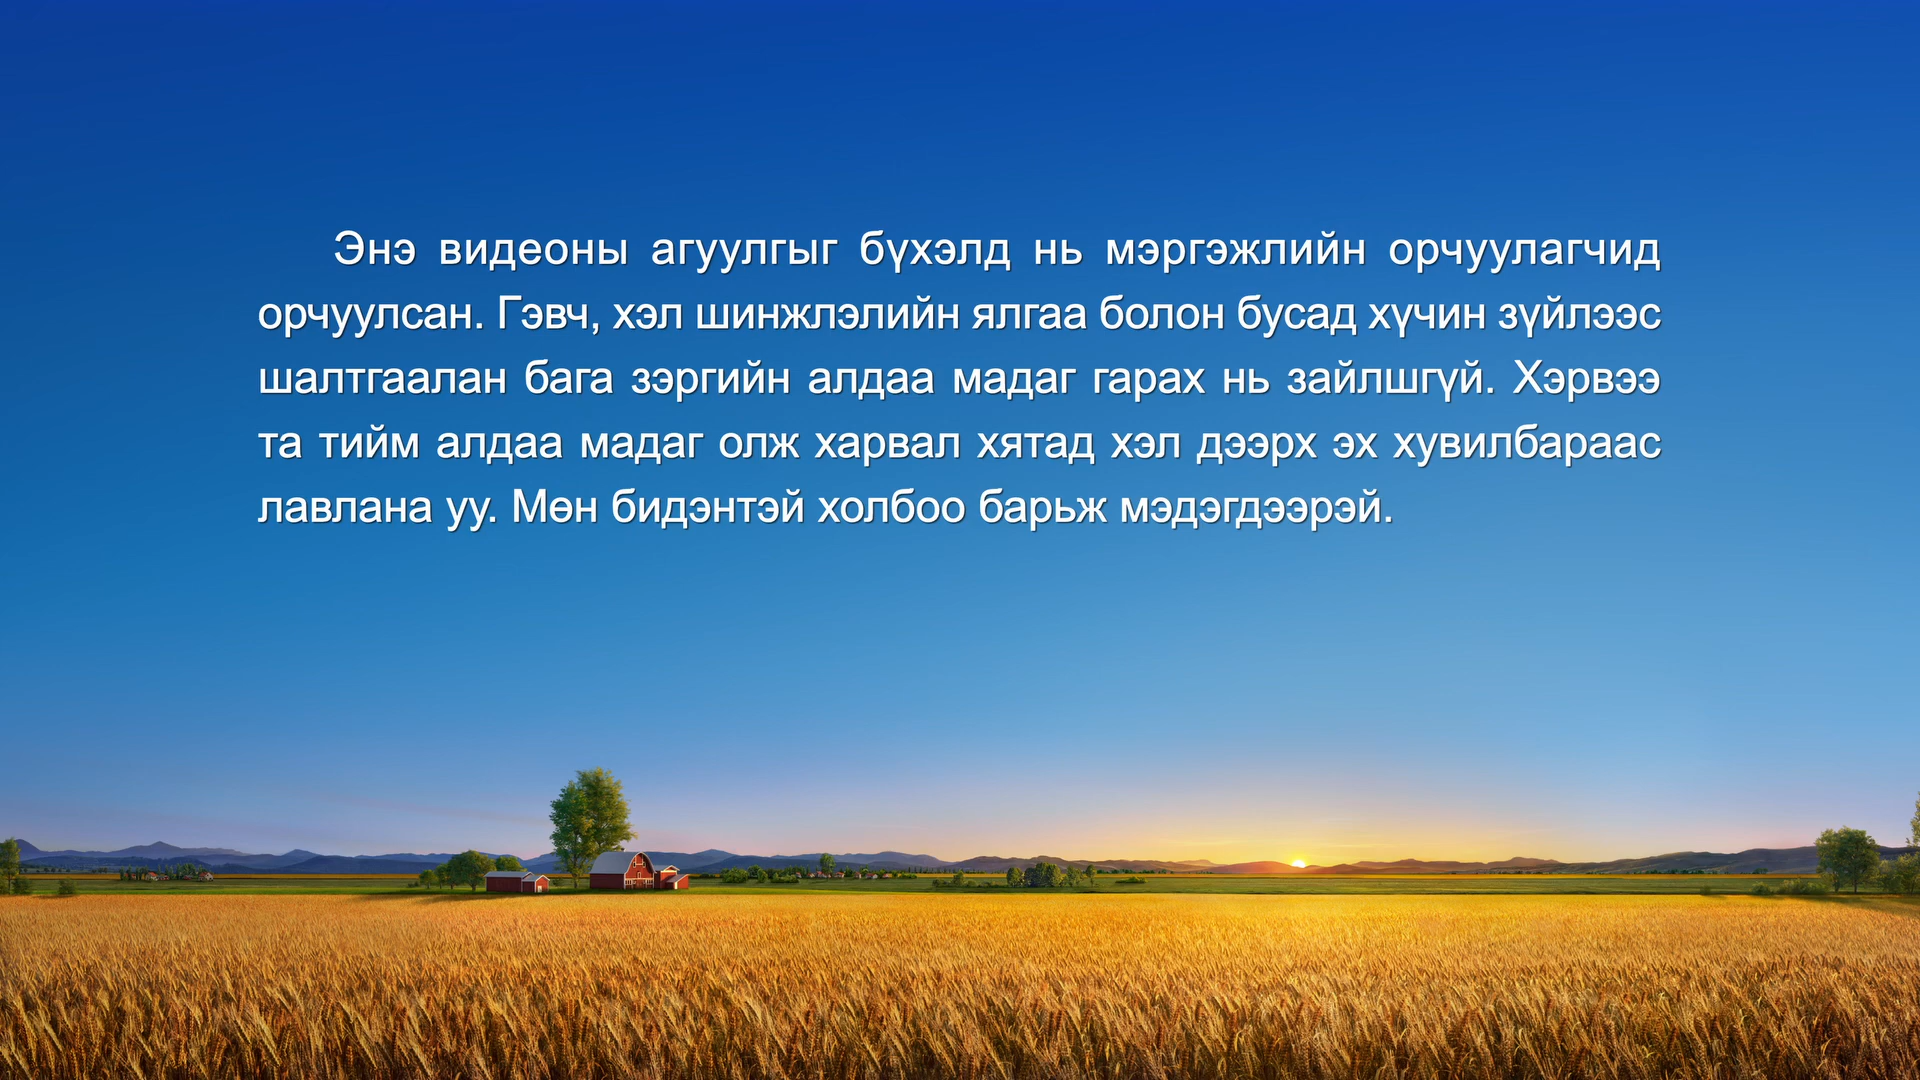 Энэ видеоны агуулгыг бүхэлд нь мэргэжлийн орчуулагчид
орчуулсан. Гэвч, хэл шинжлэлийн ялгаа болон бусад хүчин зүйлээс
шалтгаалан бага зэргийн алдаа мадаг гарах нь зайлшгүй. Хэрвээ
та тийм алдаа мадаг олж харвал хятад хэл дээрх эх хувилбараас
лавлана уу. Мөн бидэнтэй холбоо барьж мэдэгдээрэй.